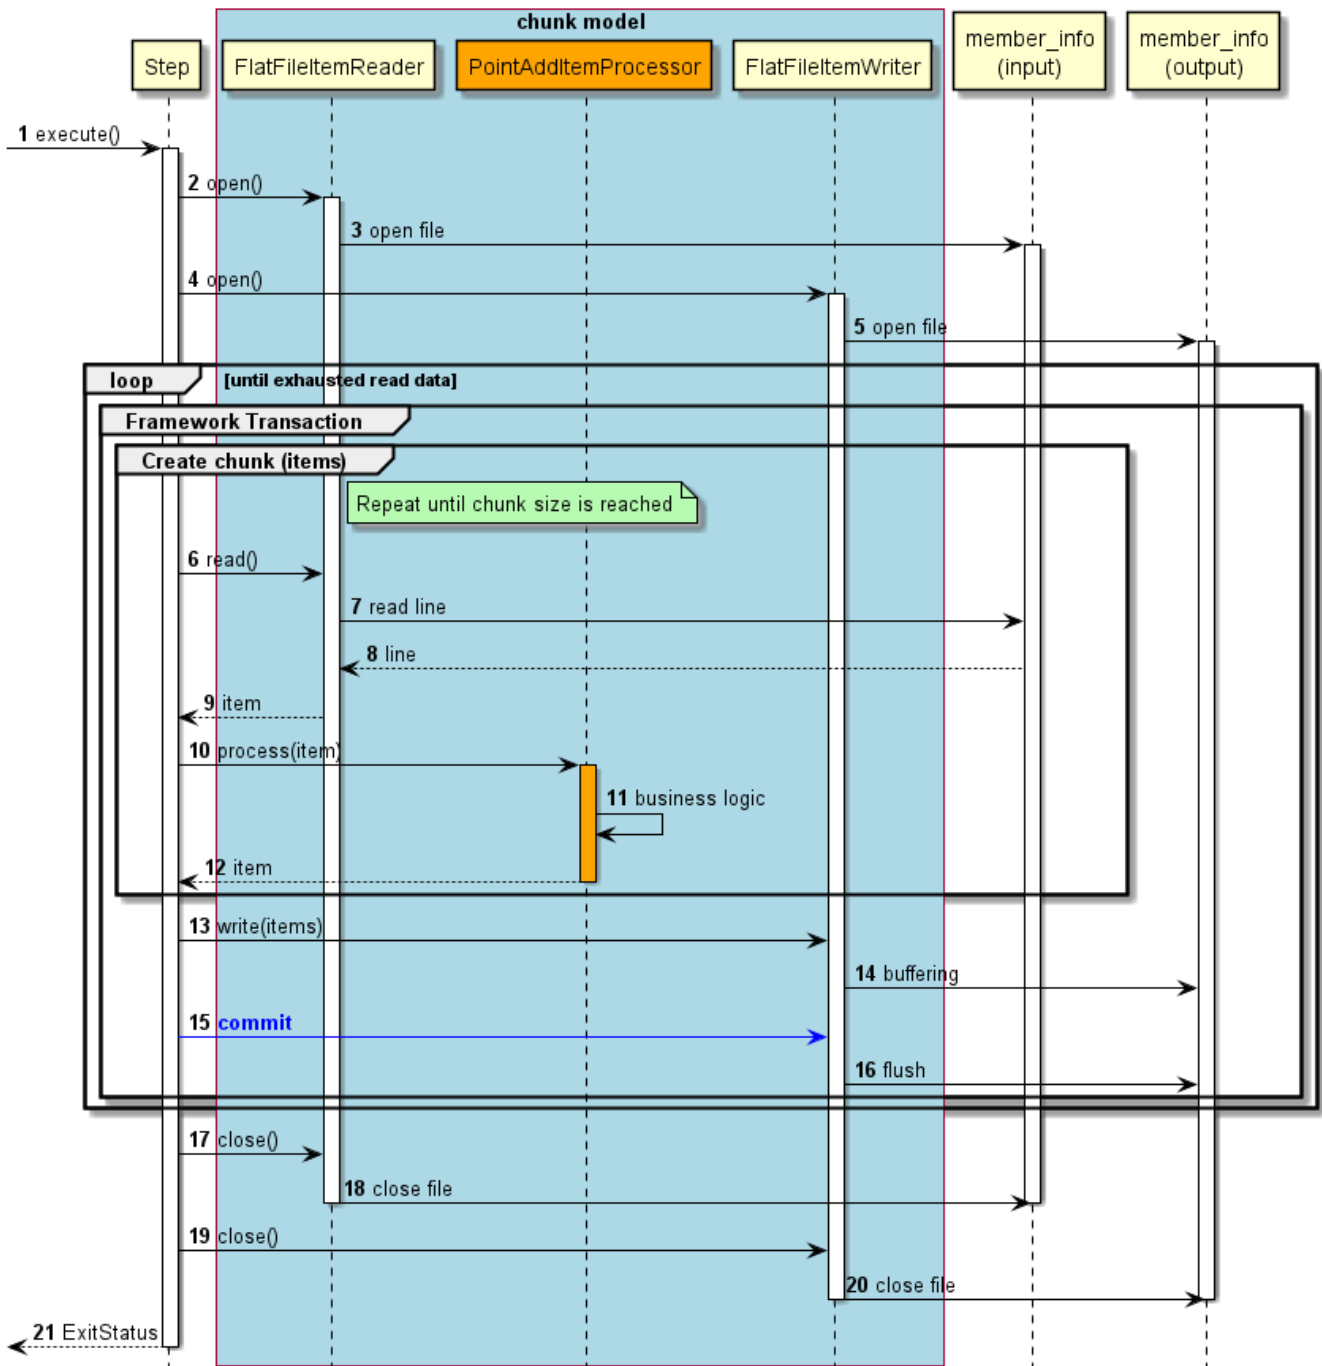 chunk model
Step
FlatFileItemReader
PointAddItemProcessor
FlatFileItemWriter
member_info
(input)
member_info
(output)
1 execute()
2 open()
3 open file
4 open()
5 open file
loop
[until exhausted read data]
Framework Transaction
Create chunk (items)
Repeat until chunk size is reached
6 read()
7 read line
8 line
9 item
10 process(item)
11 business logic
12 item
13 write(items)
14 buffering
15 commit
16 flush
17 close()
18 close file
19 close()
20 close file
21 ExitStatus